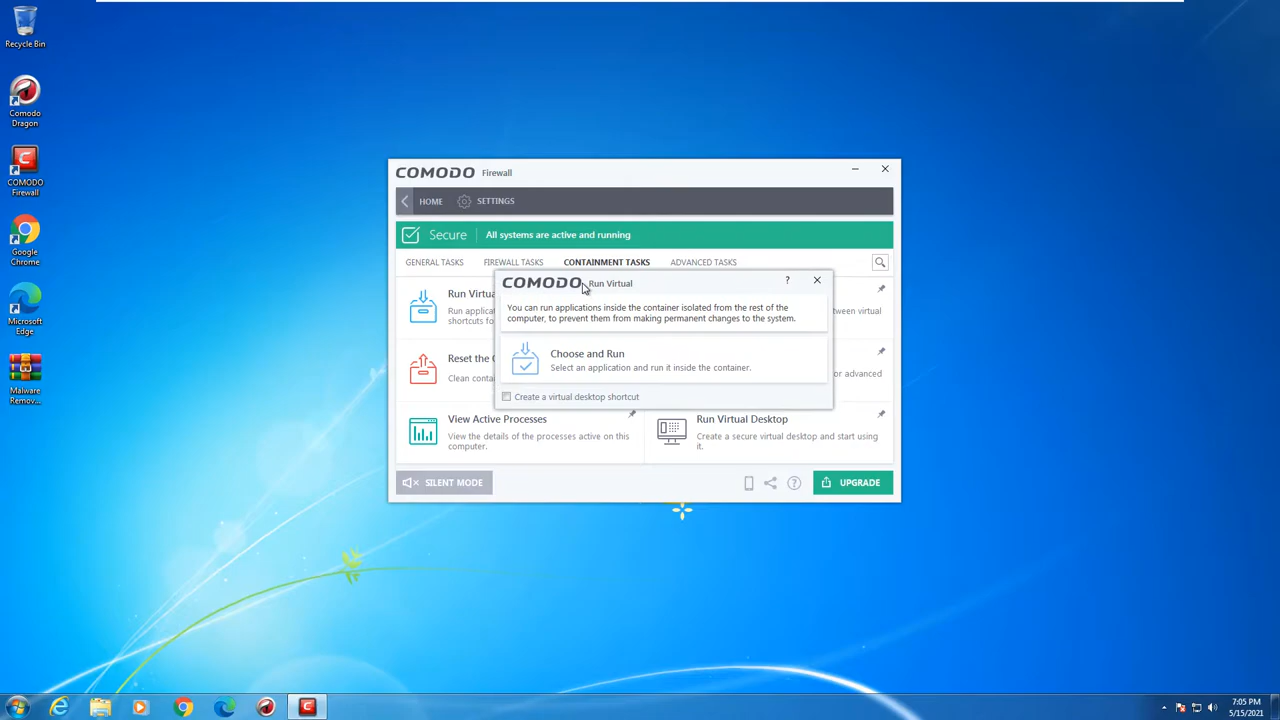 Recycle Bin
Comodo
Dragon
COMODO
Firewall
Google
Chrome
Microsoft
Edge
Malware
Remov...
COMODO Firewall
HOME SETTINGS
Secure All systems are active and running
GENERAL TASKS FIREWALL TASKS CONTAINMENT TASKS ADVANCED TASKS
COMODO Run Virtual ?
You can run applications inside the container isolated from the rest of the
computer, to prevent them from making permanent changes to the system.
Choose and Run
Select an application and run it inside the container.
Create a virtual desktop shortcut
Run Virtua
Run applica
shortcuts fo
Reset the C
Clean conta
View Active Processes
View the details of the processes active on this
computer.
Run Virtual Desktop
Create a secure virtual desktop and start using
it.
SILENT MODE
UPGRADE
7:05 PM
5/15/2021